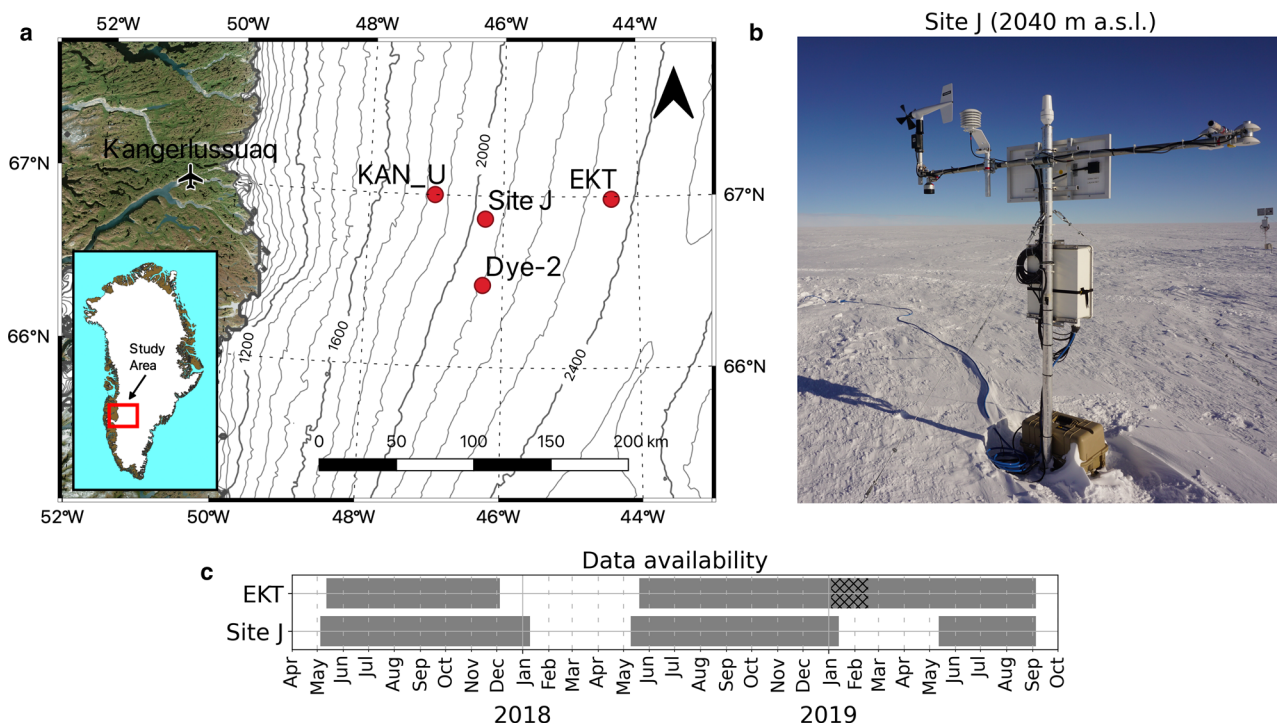 a
52°W 50°W 48°W 46°W 44°W
67°N
67°N
66°N
66°N
Kangerlussuaq
KAN_U
Site J
EKT
Dye-2
2000
1200
1600
2400
Study
Area
0 50 100 150 200 km
52°W 50°W 48°W 46°W 44°W
b
Site J (2040 m a.s.l.)
c
Data availability
EKT
Site J
Apr May Jun Jul Aug Sep Oct Nov Dec Jan Feb Mar Apr May Jun Jul Aug Sep Oct Nov Dec Jan Feb Mar Apr May Jun Jul Aug Sep Oct
2018 2019